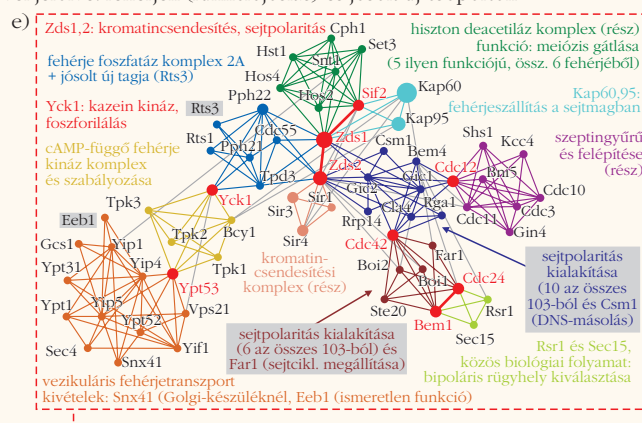 e)
Zds1,2: kromatincsendesítés, sejtpolaritás
Cph1
Hst1
Set3
Snt1
hiszton deacetiláz komplex (rész)
funkció: meiózis gátlása
(5 ilyen funkciójú, össz. 6 fehérjéből)
fehérje foszfatáz komplex 2A
+ jósolt új tagja (Rts3)
Hos4
Hos2
Sif2
Kap60
Kap60,95:
fehérjeszállítás a sejtmagban
Pph22
Yck1: kazein kináz,
foszforilálás
Rts3
Cdc55
Zds1
Kap95
Rts1
Pph21
Csm1
Shs1
Kcc4
szeptingyűrű
és felépítése
(rész)
cAMP-függő fehérje
kináz komplex
és szabályozása
Tpd3
Zds2
Bem4
Cdc12
Bni5
Gic2
Gic1
Cdc10
Tpk3
Yck1
Sir1
Sir3
Cla4
Rga1
Cdc11
Cdc3
Eeb1
Rrp14
Gin4
Gcs1
Yip1
Tpk2
Bcy1
Sir4
Cdc42
Far1
Ypt31
Yip4
Tpk1
kromatin-
csendesítési
komplex (rész)
Boi2
Boi1
Cdc24
sejtpolaritás
kialakítása
(10 az összes
103-ból és Csm1
(DNS-másolás)
Ypt53
Ypt1
Yip5
Ypt52
Vps21
Ste20
Bem1
Rsr1
Sec15
Sec4
Snx41
Yif1
sejtpolaritás kialakítása
(6 az összes 103-ból) és
Far1 (sejtcikl. megállítása)
Rsr1 és Sec15,
közös biológiai folyamat:
bipoláris rügyhely kiválasztása
vezikuláris fehérjetranszport
kivételek: Snx41 (Golgi-készüléknél, Eeb1 (ismeretlen funkció)